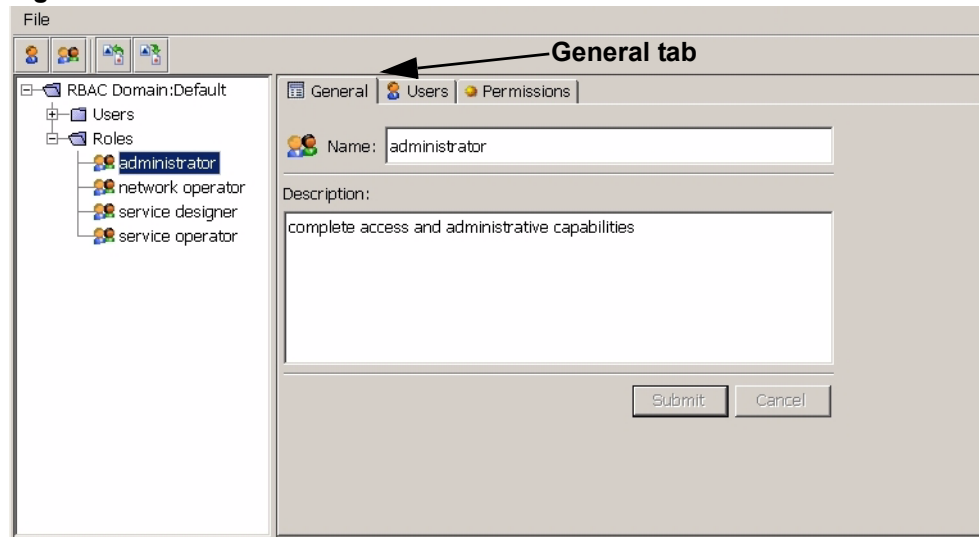 File
General tab
RBAC Domain:Default
Users
Roles
administrator
network operator
service designer
service operator
General
Users
Permissions
Name: administrator
Description:
complete access and administrative capabilities
Submit
Cancel